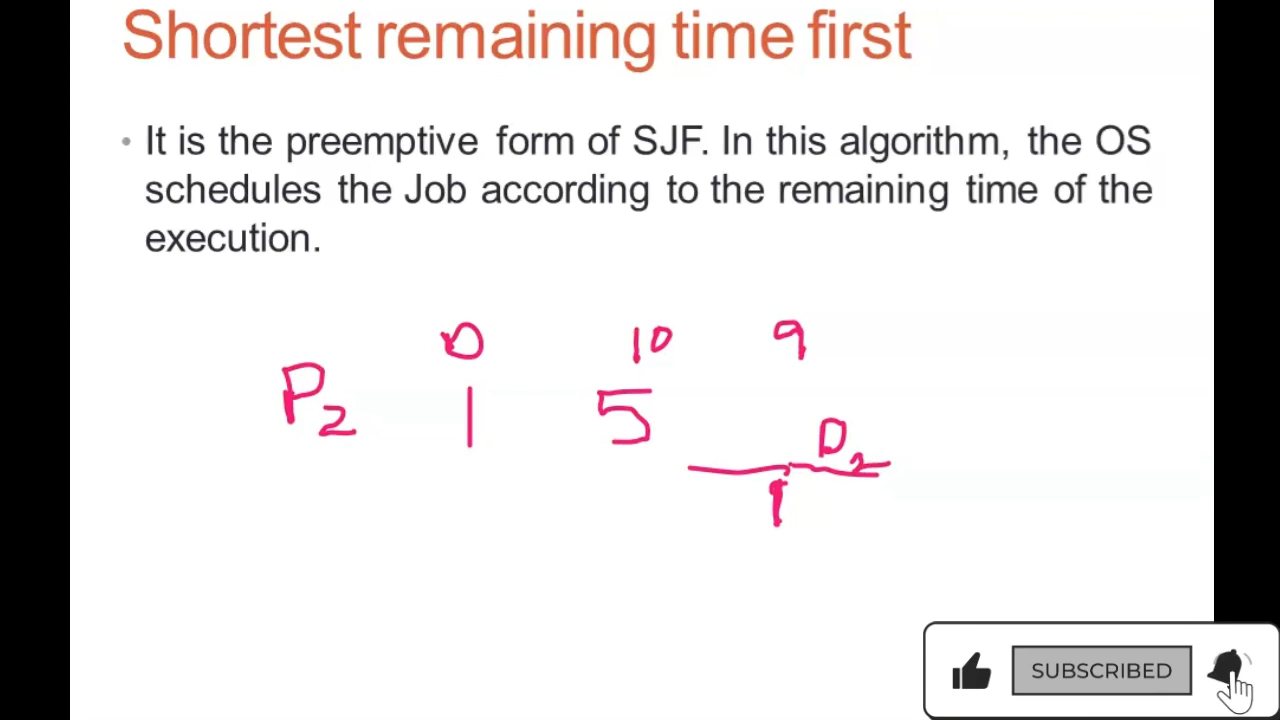 Shortest remaining time first
• It is the preemptive form of SJF. In this algorithm, the OS
schedules the Job according to the remaining time of the
execution.
0 10 9
P2 1 5
P2
1
SUBSCRIBED